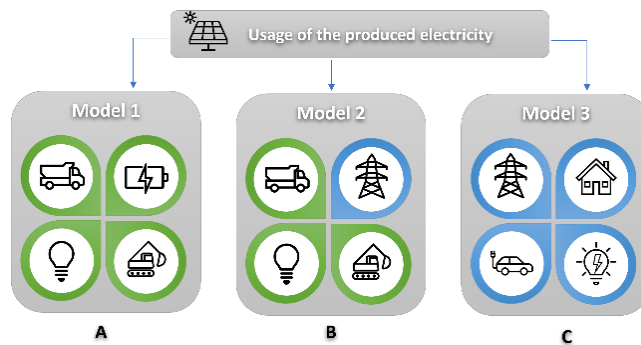 Usage of the produced electricity
Model 1
Model 2
Model 3
A
B
C